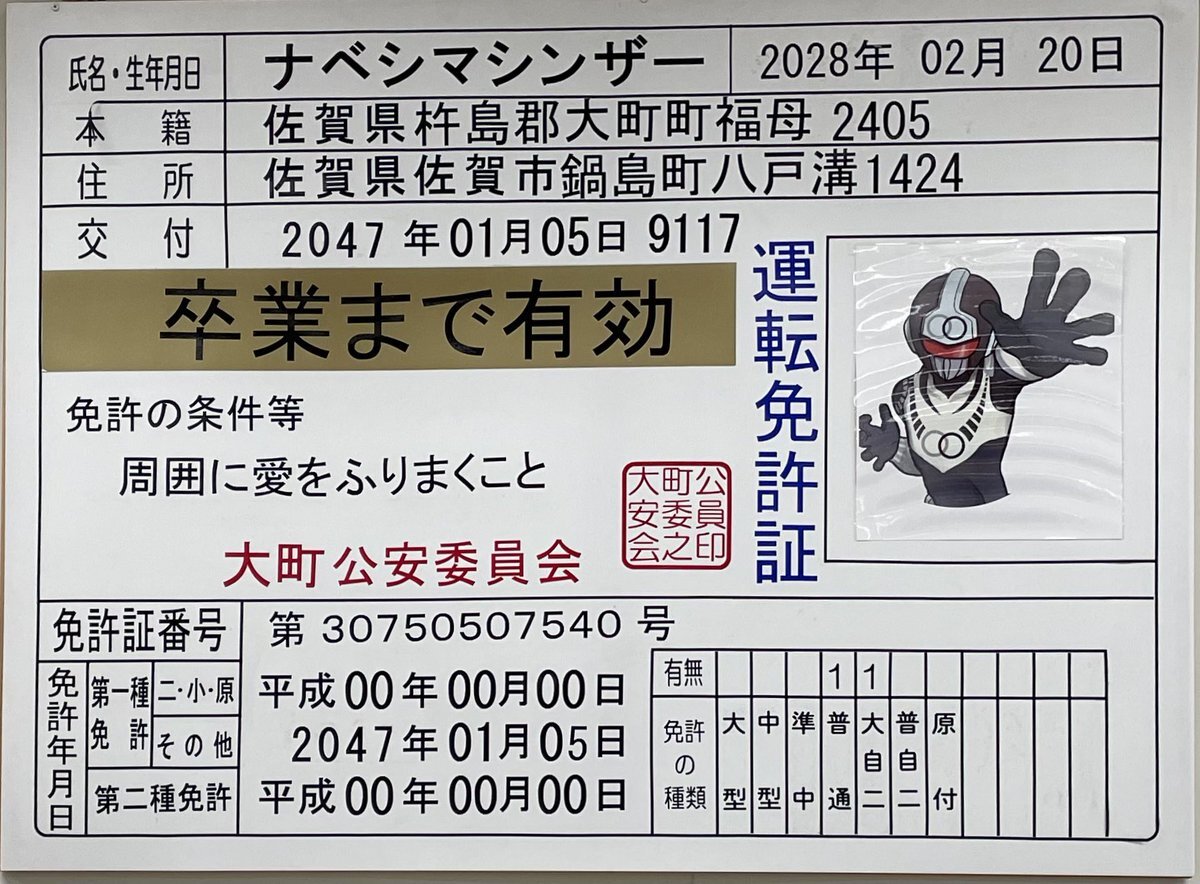 氏名・生年月日 ナベシマシンザー 2028年 02月 20日
本籍 佐賀県杵島郡大町町福母 2405
住所 佐賀県佐賀市鍋島町八戸溝1424
交付 2047年01月05日 9117
卒業まで有効
運転免許証
免許の条件等
周囲に愛をふりまくこと
大町公安委員会
大町公
安委員
会之印
免許証番号 第 30750507540 号
免許年月日
第一種免許 二・小・原 平成00年00月00日
その他 2047年01月05日
第二種免許 平成00年00月00日
有無 1 1
免許の種類 大型 中型 準中 普通 大自二 普自二 原付